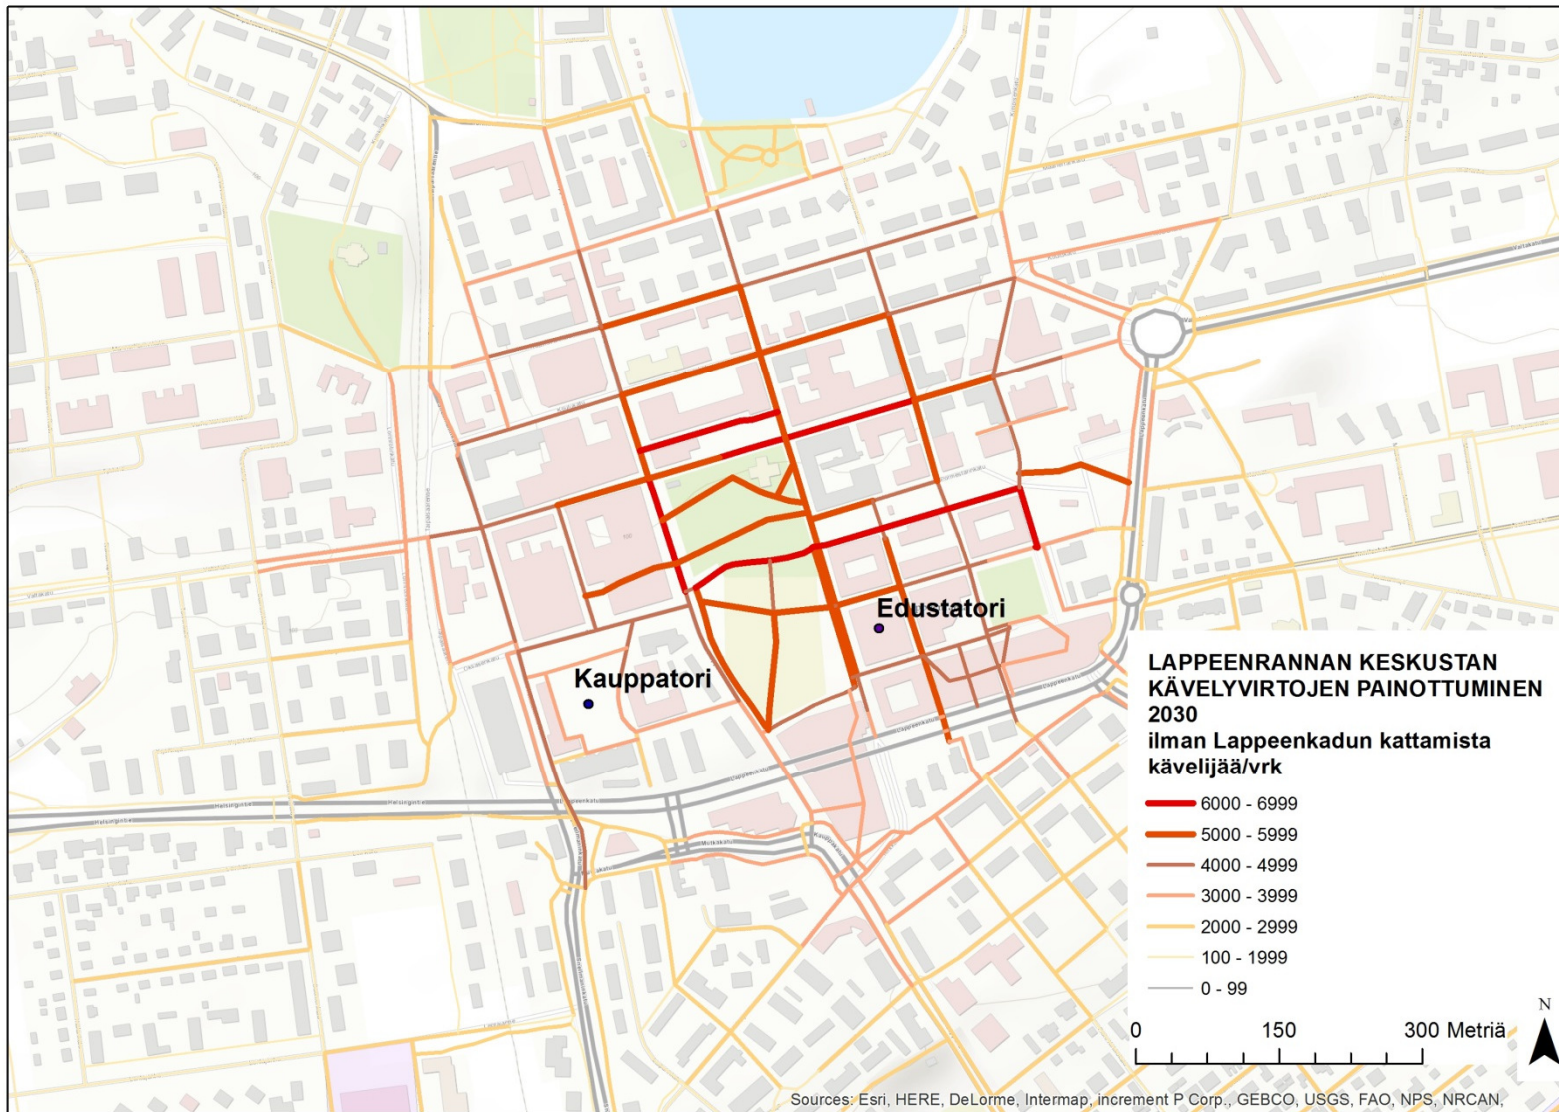 Kauppatori
Edustatori
LAPPEENRANNAN KESKUSTAN
KÄVELYVIRTOJEN PAINOTTUMINEN
2030
ilman Lappeenkadun kattamista
kävelijää/vrk
6000 - 6999
5000 - 5999
4000 - 4999
3000 - 3999
2000 - 2999
100 - 1999
0 - 99
0 150 300 Metriä
N
Sources: Esri, HERE, DeLorme, Intermap, increment P Corp., GEBCO, USGS, FAO, NPS, NRCAN,